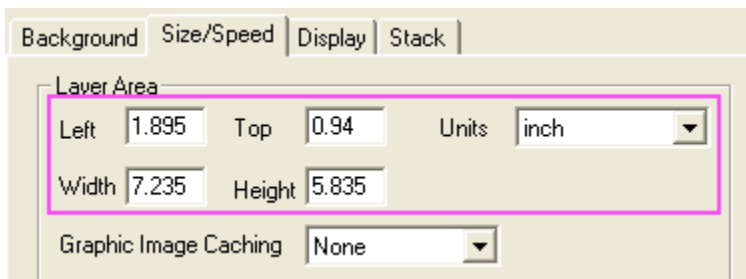 Background Size/Speed Display Stack
Layer Area
Left 1.895 Top 0.94 Units inch
Width 7.235 Height 5.835
Graphic Image Caching None